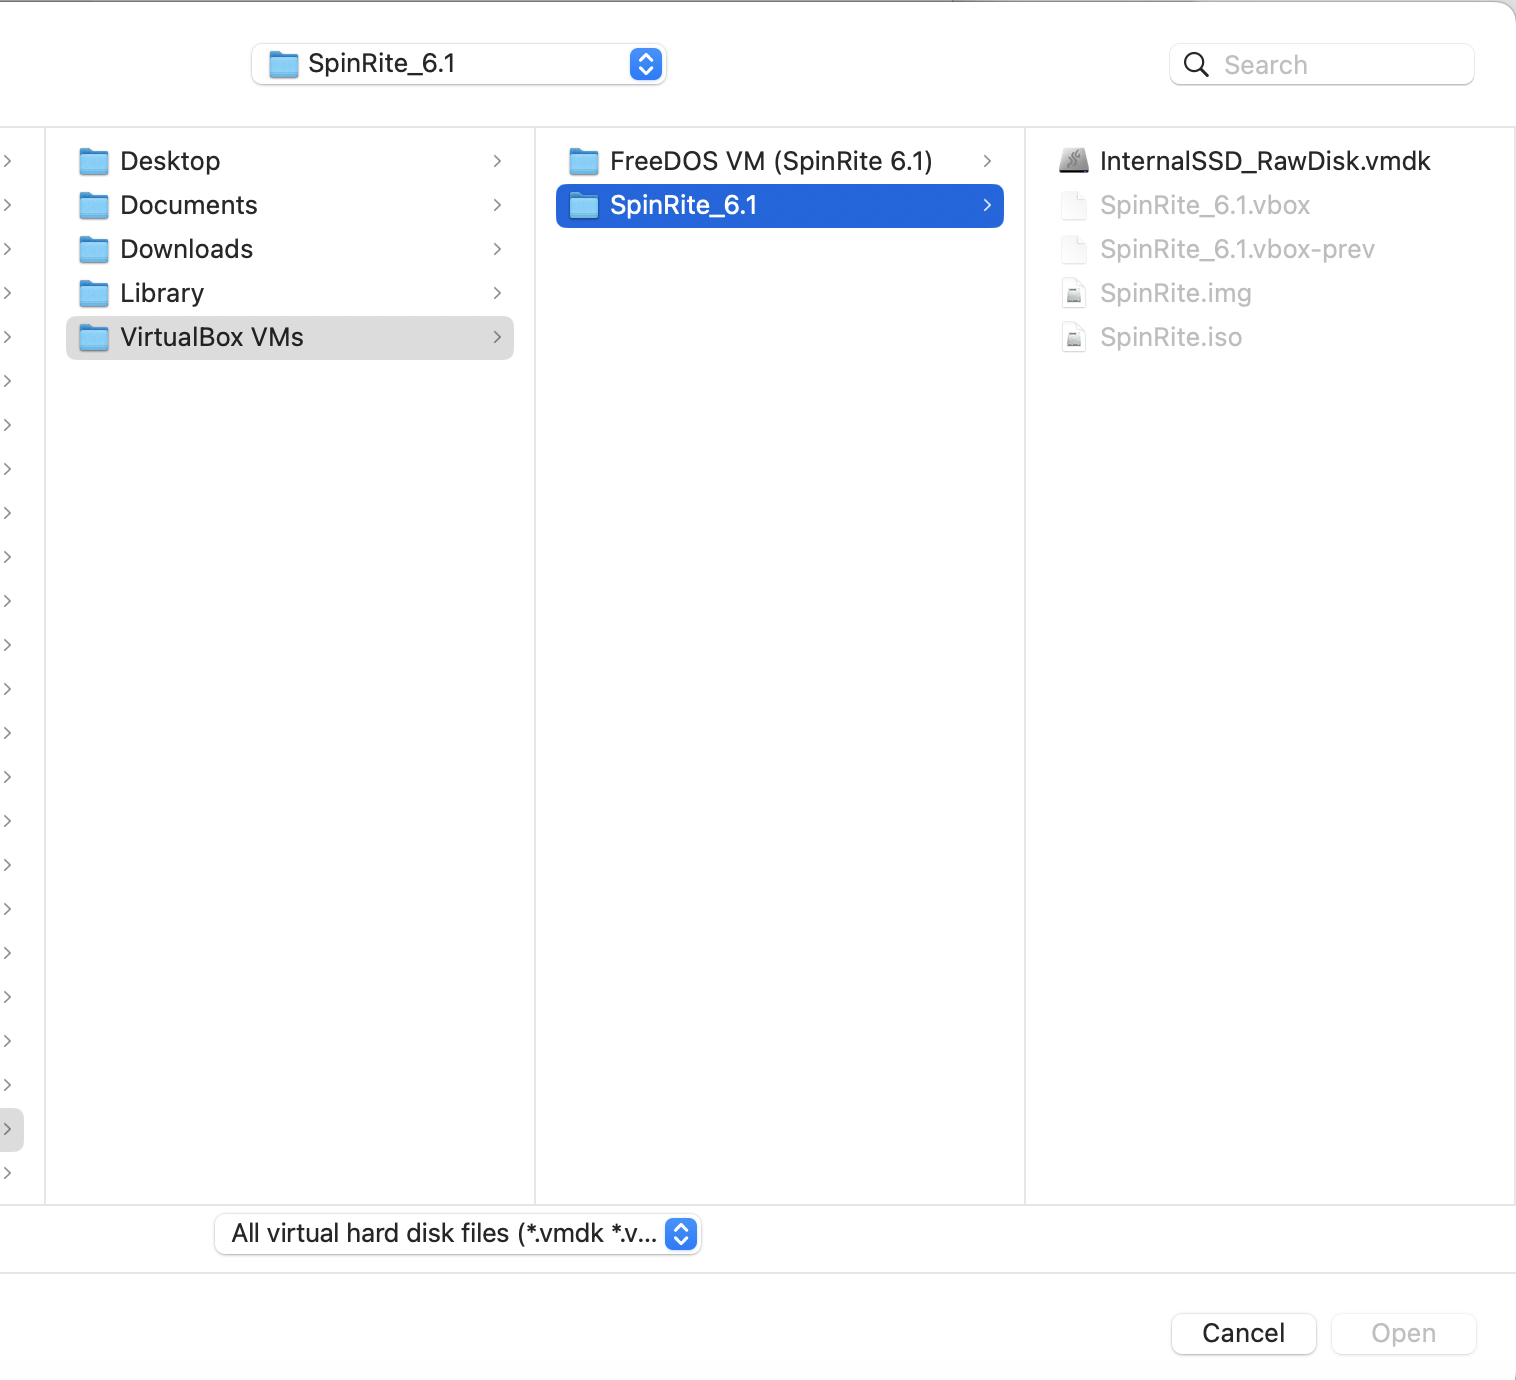 SpinRite_6.1
Search
Desktop
Documents
Downloads
Library
VirtualBox VMs
FreeDOS VM (SpinRite 6.1)
SpinRite_6.1
InternalSSD_RawDisk.vmdk
SpinRite_6.1.vbox
SpinRite_6.1.vbox-prev
SpinRite.img
SpinRite.iso
All virtual hard disk files (*.vmdk *.v...
Cancel
Open